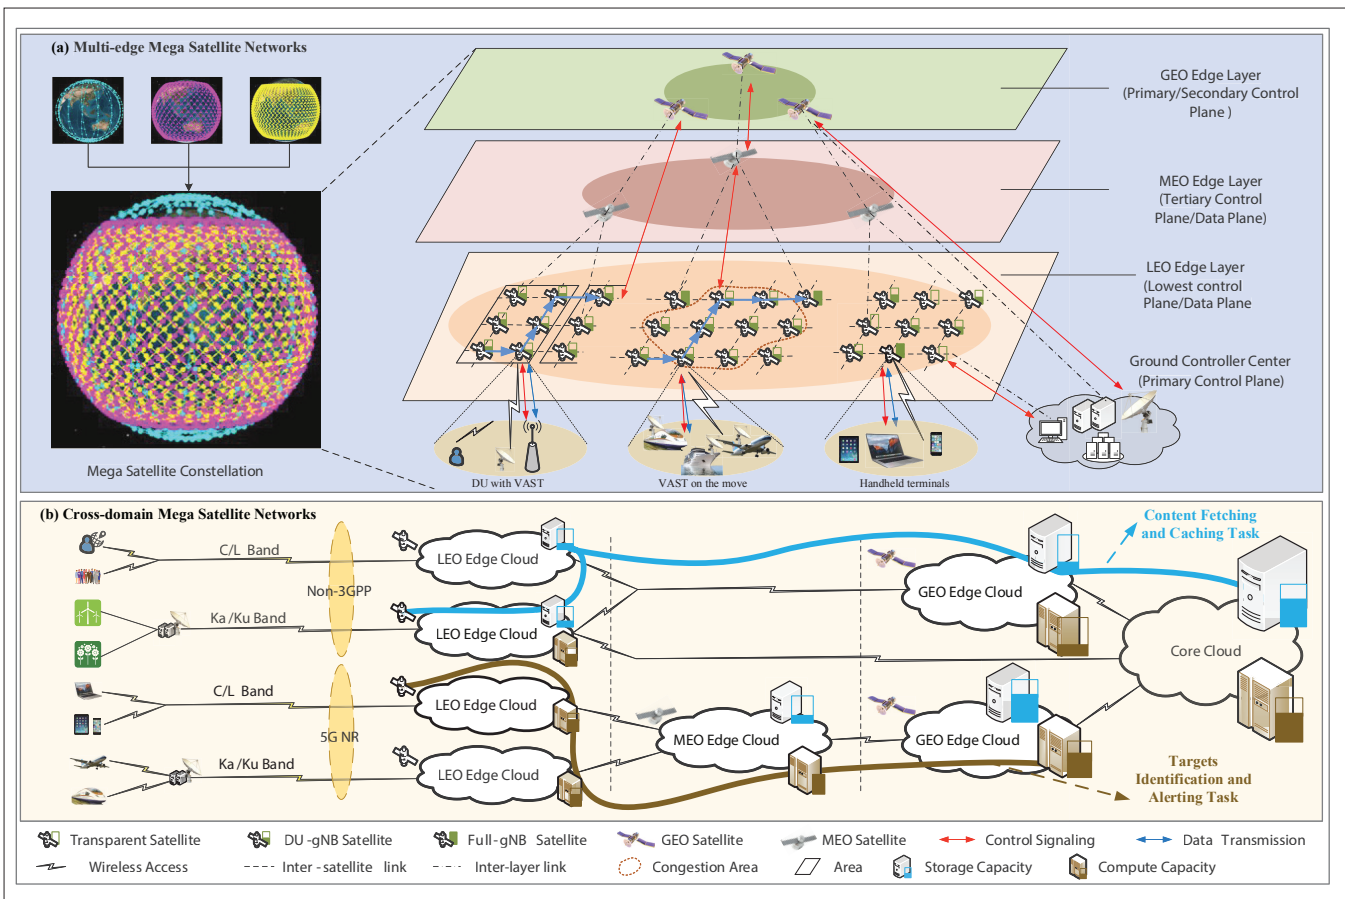 (a) Multi-edge Mega Satellite Networks
GEO Edge Layer
(Primary/Secondary Control
Plane )
MEO Edge Layer
(Tertiary Control
Plane/Data Plane)
LEO Edge Layer
(Lowest control
Plane/Data Plane
Ground Controller Center
(Primary Control Plane)
Mega Satellite Constellation
DU with VAST
VAST on the move
Handheld terminals
(b) Cross-domain Mega Satellite Networks
Content Fetching
and Caching Task
C/L Band
LEO Edge Cloud
Non-3GPP
GEO Edge Cloud
Ka/Ku Band
LEO Edge Cloud
Core Cloud
C/L Band
LEO Edge Cloud
5G NR
MEO Edge Cloud
GEO Edge Cloud
Ka/Ku Band
LEO Edge Cloud
Targets
Identification and
Alerting Task
Transparent Satellite
DU-gNB Satellite
Full-gNB Satellite
GEO Satellite
MEO Satellite
Control Signaling
Data Transmission
Wireless Access
Inter-satellite link
Inter-layer link
Congestion Area
Area
Storage Capacity
Compute Capacity